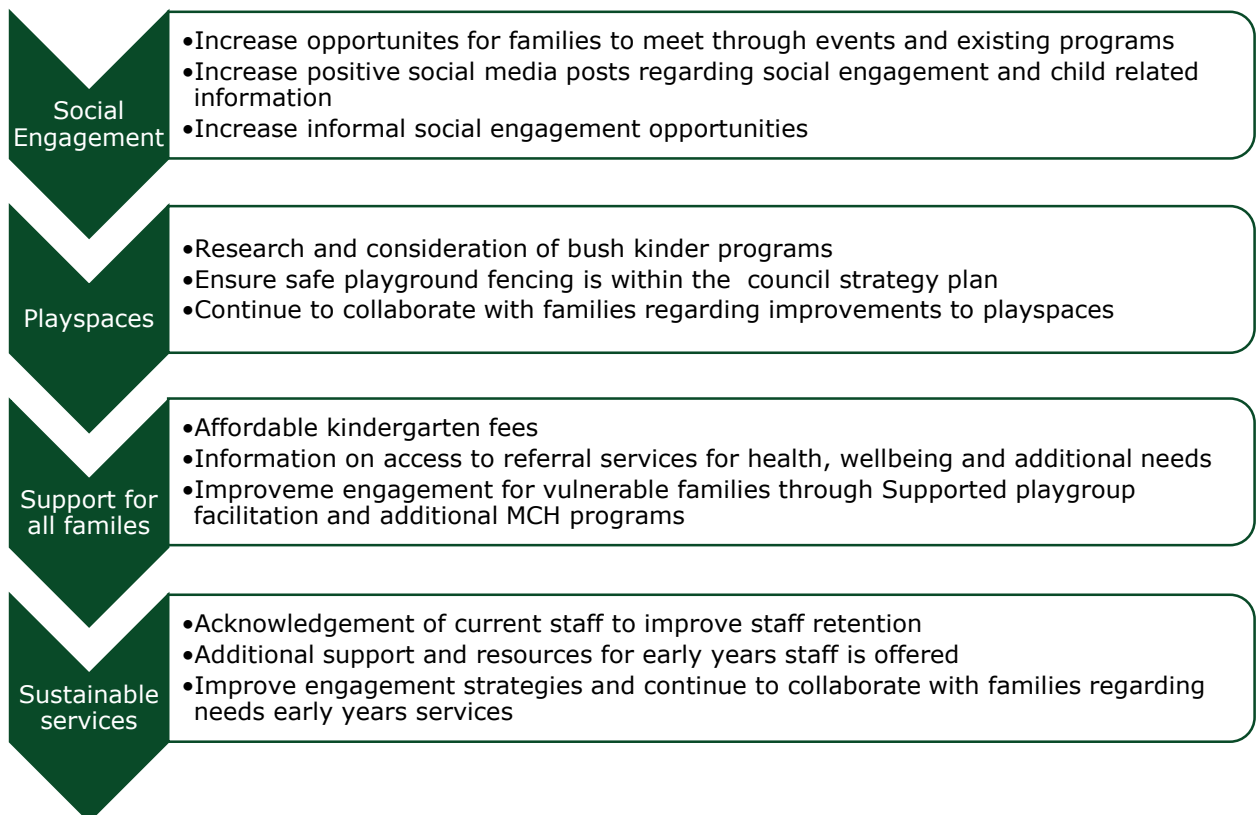 Social
Engagement
•Increase opportunites for families to meet through events and existing programs
•Increase positive social media posts regarding social engagement and child related
information
•Increase informal social engagement opportunities
Playspaces
•Research and consideration of bush kinder programs
•Ensure safe playground fencing is within the  council strategy plan
•Continue to collaborate with families regarding improvements to playspaces
Support for
all familes
•Affordable kindergarten fees
•Information on access to referral services for health, wellbeing and additional needs
•Improveme engagement for vulnerable families through Supported playgroup
facilitation and additional MCH programs
Sustainable
services
•Acknowledgement of current staff to improve staff retention
•Additional support and resources for early years staff is offered
•Improve engagement strategies and continue to collaborate with families regarding
needs early years services